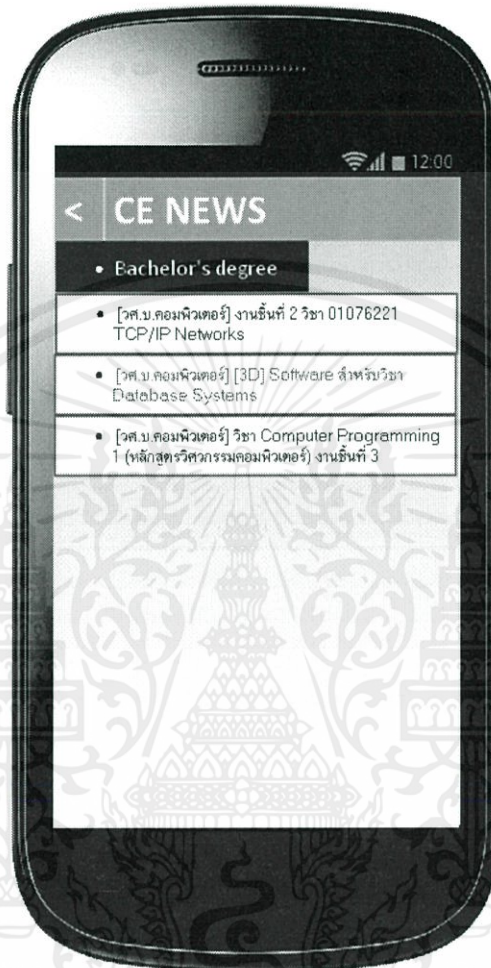 12:00
< CE NEWS
• Bachelor's degree
• [วศ.บ.คอมพิวเตอร์] งานชิ้นที่ 2 วิชา 01076221
TCP/IP Networks
• [วศ.บ.คอมพิวเตอร์] [3D] Software สำหรับวิชา
Database Systems
• [วศ.บ.คอมพิวเตอร์] วิชา Computer Programming
1 (หลักสูตรวิศวกรรมคอมพิวเตอร์) งานชิ้นที่ 3